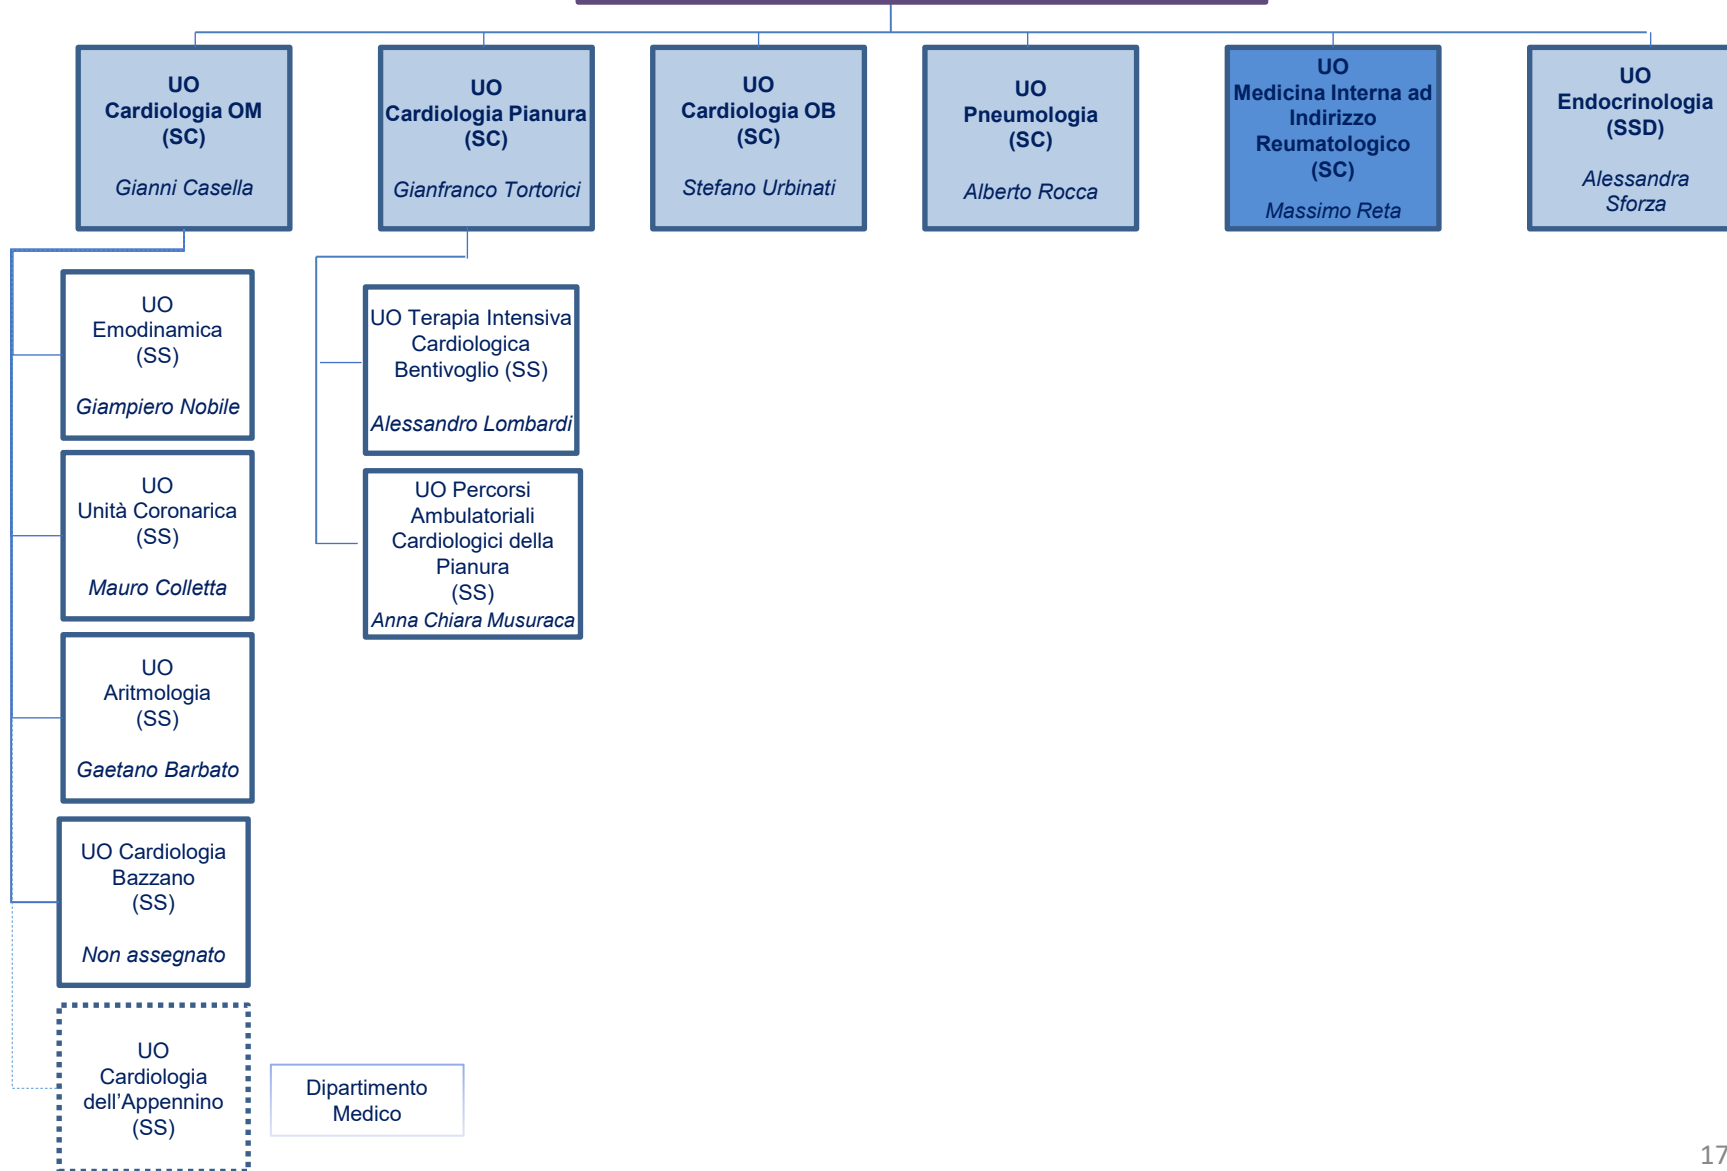 UO
Cardiologia OM
(SC)
Gianni Casella
UO
Cardiologia Pianura
(SC)
Gianfranco Tortorici
UO
Cardiologia OB
(SC)
Stefano Urbinati
UO
Pneumologia
(SC)
Alberto Rocca
UO
Medicina Interna ad
Indirizzo
Reumatologico
(SC)
Massimo Reta
UO
Endocrinologia
(SSD)
Alessandra
Sforza
UO
Emodinamica
(SS)
Giampiero Nobile
UO
Unità Coronarica
(SS)
Mauro Colletta
UO
Aritmologia
(SS)
Gaetano Barbato
UO Cardiologia
Bazzano
(SS)
Non assegnato
UO
Cardiologia
dell’Appennino
(SS)
UO Terapia Intensiva
Cardiologica
Bentivoglio (SS)
Alessandro Lombardi
UO Percorsi
Ambulatoriali
Cardiologici della
Pianura
(SS)
Anna Chiara Musuraca
Dipartimento
Medico
17